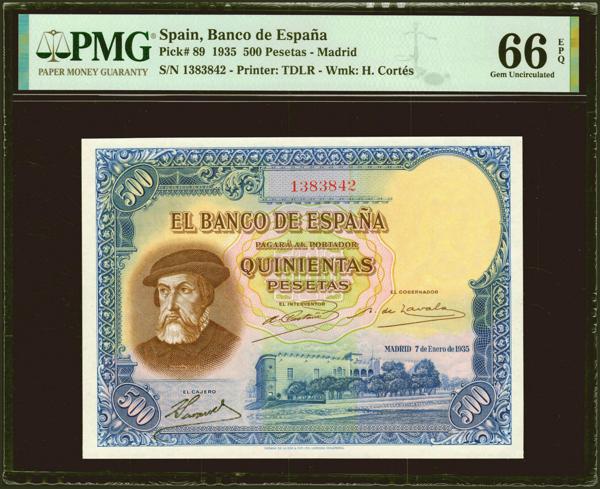 PMG
PAPER MONEY GUARANTY
Spain, Banco de España
Pick# 89 1935 500 Pesetas - Madrid
S/N 1383842 - Printer: TDLR - Wmk: H. Cortés
66 EPQ
Gem Uncirculated
500
1383842
EL BANCO DE ESPAÑA
PAGARÁ AL PORTADOR
QUINIENTAS
PESETAS
EL INTERVENTOR
EL GOBERNADOR
MADRID 7 de Enero de 1935
EL CAJERO
500
500